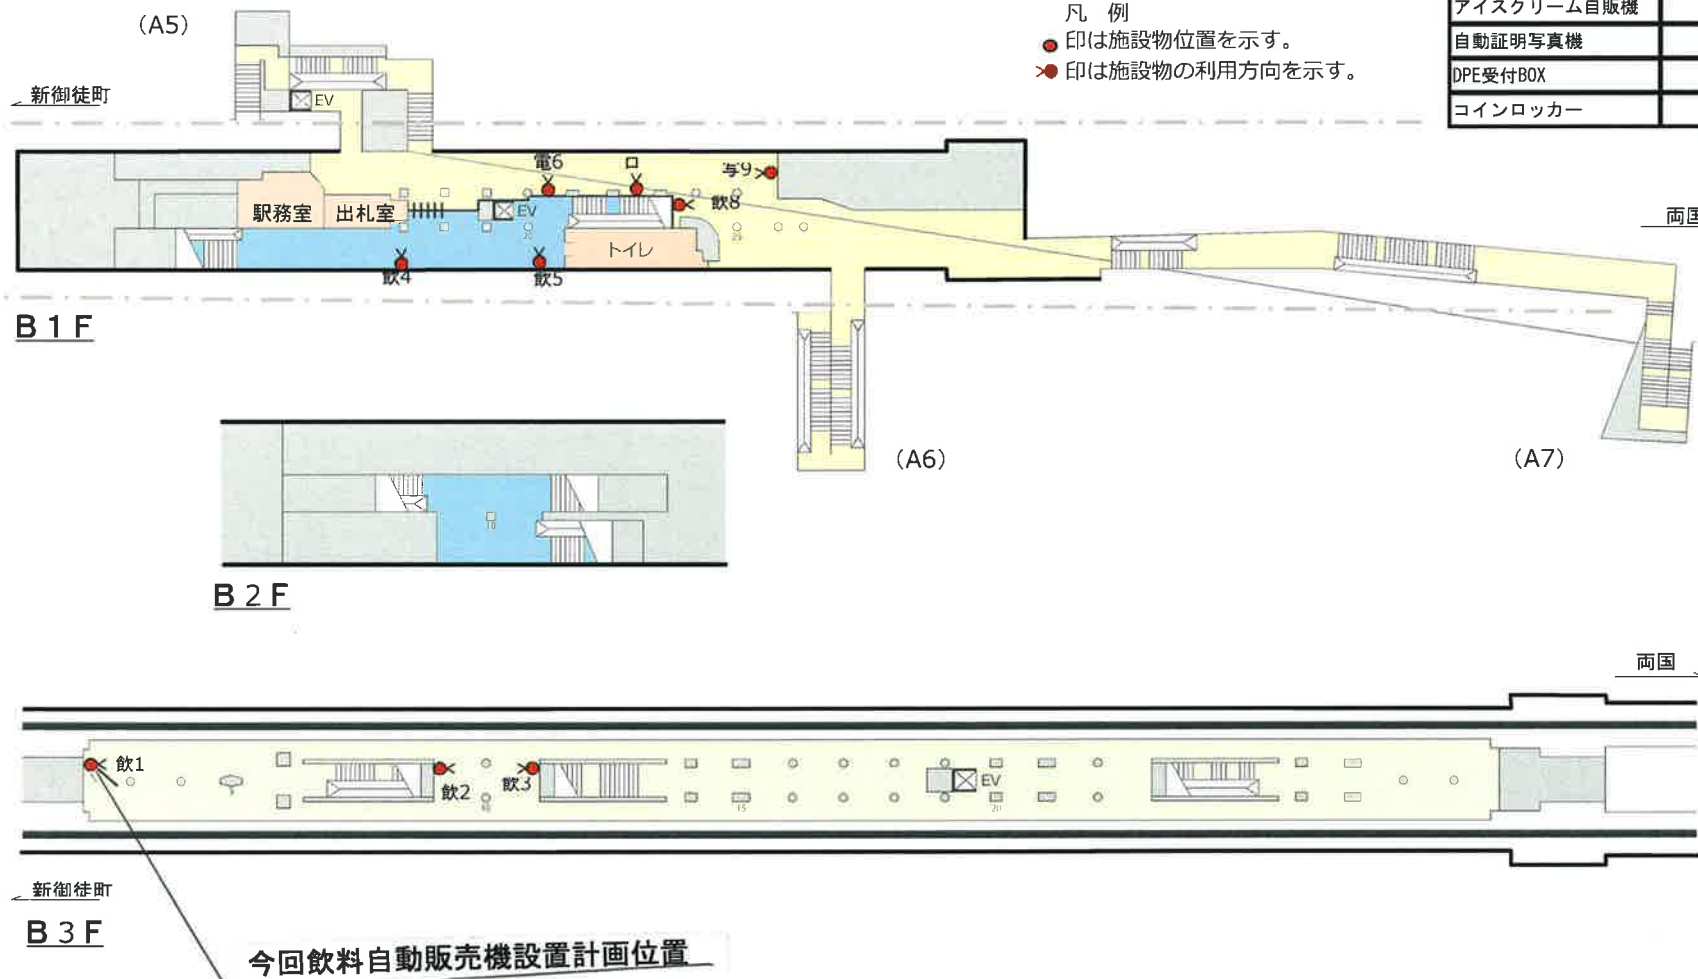 (A5)
凡 例
印は施設物位置を示す。
印は施設物の利用方向を示す。
アイスクリーム自販機
自動証明写真機
DPE受付BOX
コインロッカー
新御徒町
EV
電6
ロ
写9
飲8
駅務室
出札室
EV
20
トイレ
両国
飲4
飲5
B1F
(A6)
(A7)
B2F
両国
飲1
飲2
飲3
EV
15
20
新御徒町
B3F
今回飲料自動販売機設置計画位置